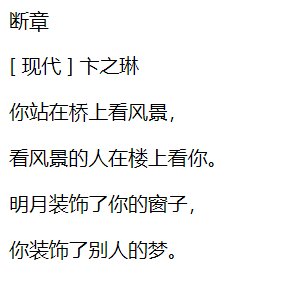 断章
[ 现代 ] 卞之琳
你站在桥上看风景，
看风景的人在楼上看你。
明月装饰了你的窗子，
你装饰了别人的梦。